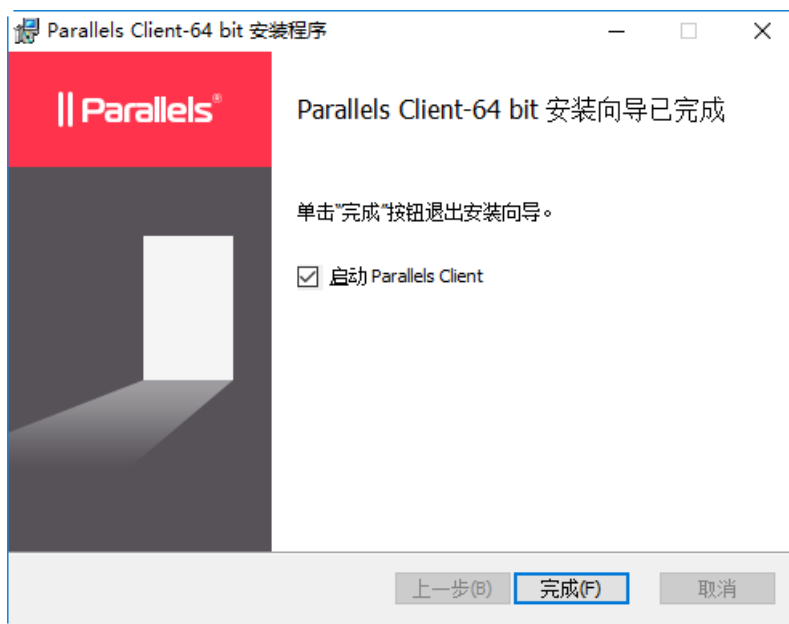 Parallels Client-64 bit 安装程序
Parallels®
Parallels Client-64 bit 安装向导已完成
单击"完成"按钮退出安装向导。
启动 Parallels Client
上一步(B) 完成(F) 取消